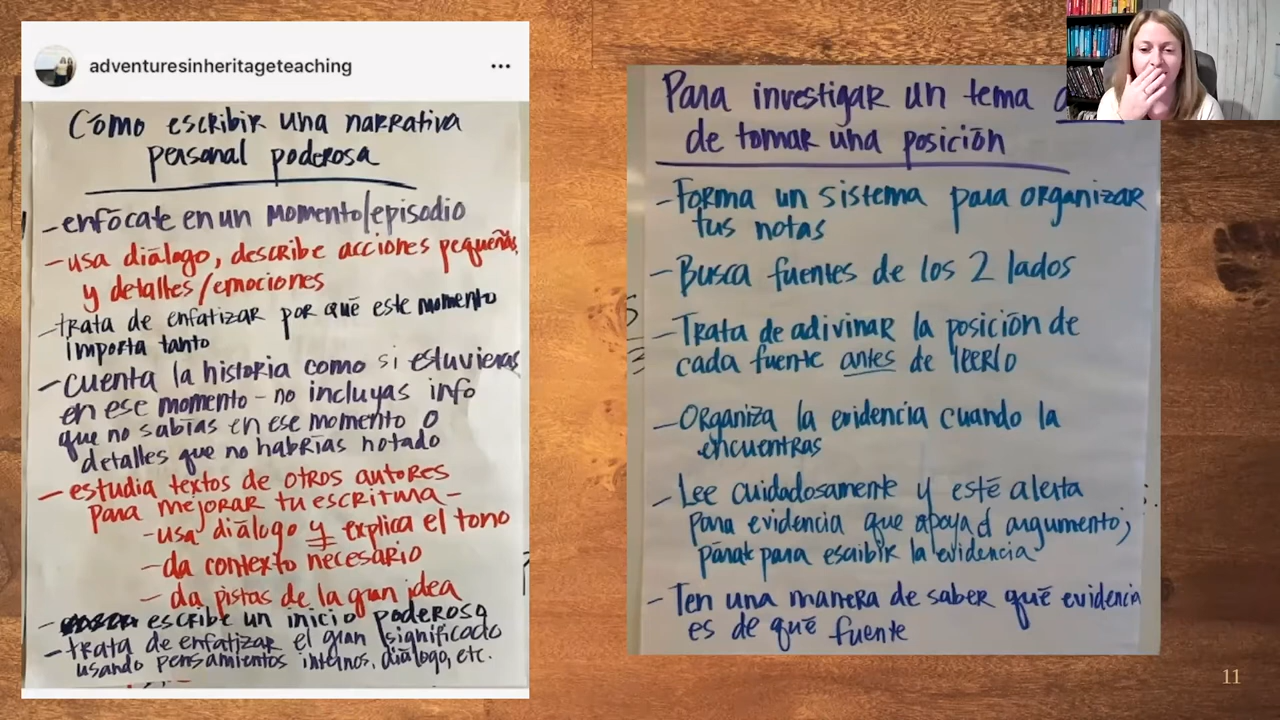 adventuresinheritageteaching
Cómo escribir una narrativa
personal poderosa
- enfócate en un momento/episodio
- usa diálogo, describe acciones pequeñas
y detalles/emociones
- trata de enfatizar por qué este momento
importa tanto
- cuenta la historia como si estuvieras
en ese momento - no incluyas info
que no sabías en ese momento o
detalles que no habrías notado
- estudia textos de otros autores
para mejorar tu escritura -
- usa diálogo y explica el tono
- da contexto necesario
- da pistas de la gran idea
- escribe un inicio poderoso
- trata de enfatizar el gran significado
usando pensamientos internos, diálogo, etc.
Para investigar un tema
de tomar una posición
- Forma un sistema para organizar
tus notas
- Busca fuentes de los 2 lados
- Trata de adivinar la posición de
cada fuente antes de leerlo
- Organiza la evidencia cuando la
encuentras
- Lee cuidadosamente y esté alerta
para evidencia que apoya el argumento;
párate para escribir la evidencia
- Ten una manera de saber qué evidencia
es de qué fuente
11